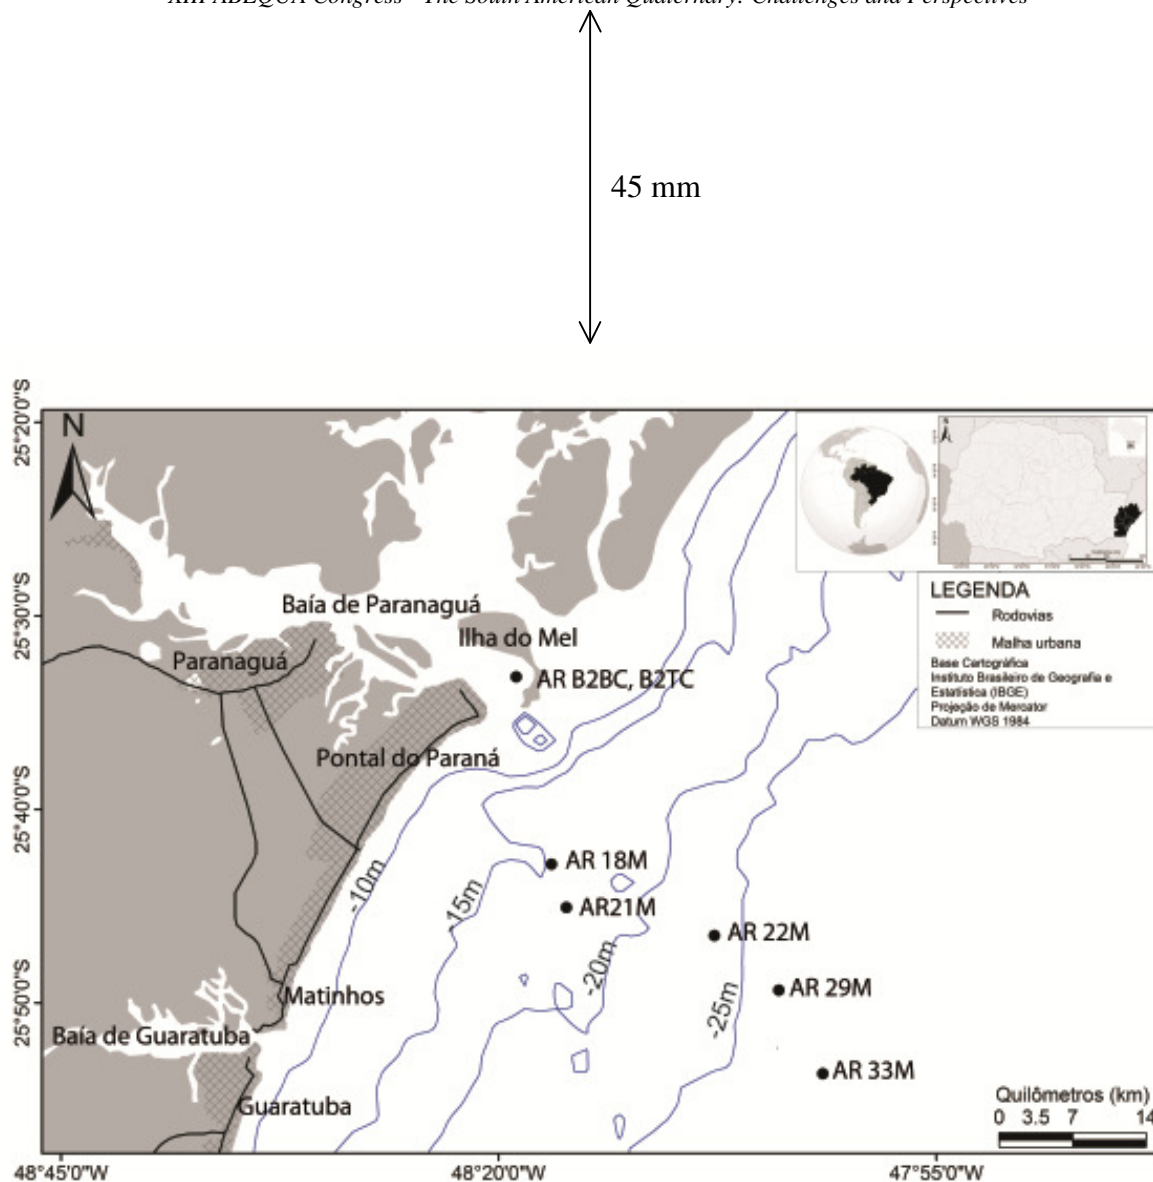 XIII ABEQUA Congress - The South American Quaternary: Challenges and Perspectives
45 mm
25°20'0"S
N
N
LEGENDA
Rodovias
Malha urbana
Base Cartográfica
Instituto Brasileiro de Geografia e
Estatística (IBGE)
Projeção de Mercator
Datum WGS 1984
25°30'0"S
Baía de Paranaguá
Ilha do Mel
Paranaguá
AR B2BC, B2TC
Pontal do Paraná
25°40'0"S
AR 18M
-10m
-15m
AR21M
AR 22M
-20m
25°50'0"S
Matinhos
AR 29M
-25m
Baía de Guaratuba
AR 33M
Guaratuba
Quilômetros (km)
0 3.5 7 14
48°45'0"W 48°20'0"W 47°55'0"W